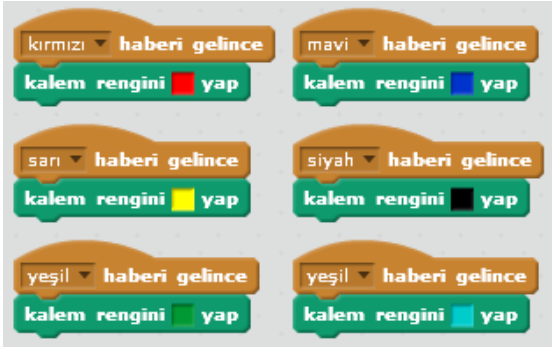 kırmızı haberi gelince
kalem rengini yap
mavi haberi gelince
kalem rengini yap
sarı haberi gelince
kalem rengini yap
siyah haberi gelince
kalem rengini yap
yeşil haberi gelince
kalem rengini yap
yeşil haberi gelince
kalem rengini yap